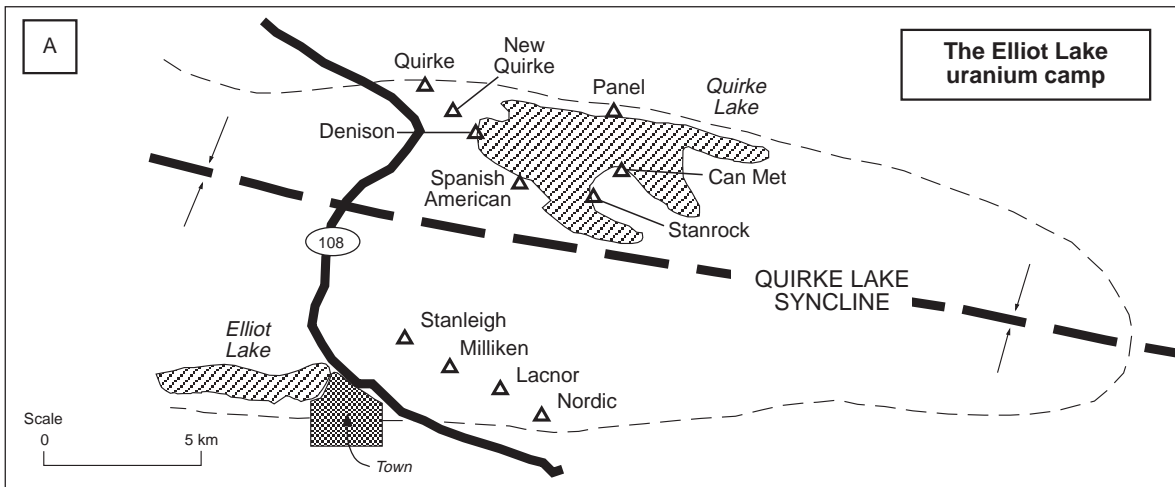 A
The Elliot Lake
uranium camp
New
Quirke
Quirke
Panel
Quirke
Lake
Denison
Spanish
American
Can Met
Stanrock
108
QUIRKE LAKE
SYNCLINE
Elliot
Lake
Stanleigh
Milliken
Lacnor
Nordic
Scale
0
5 km
Town